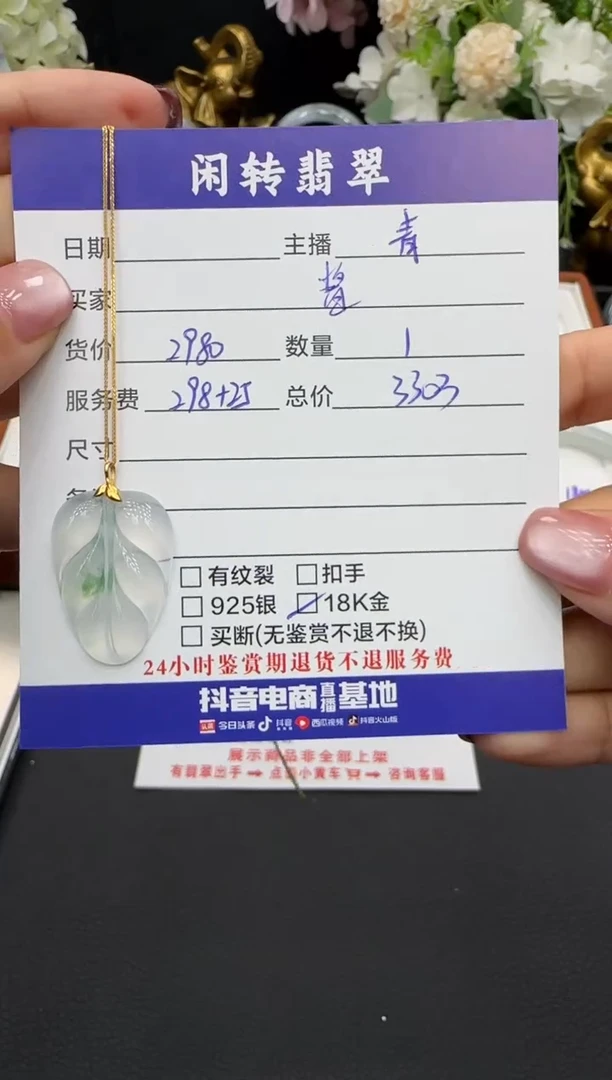 闲转翡翠
日期 主播 青
买家
货价 2980 数量 1
服务费 298+25 总价 3303
尺寸
□ 有纹裂 □ 扣手
□ 925银 ☑ 18K金
□ 买断(无鉴赏不退不换)
24小时鉴赏期退货不退服务费
抖音电商直播基地
头条 今日头条 抖音 西瓜视频 抖音火山版
展示商品非全部上架
有翡翠出手 → 点击小黄车 → 咨询客服